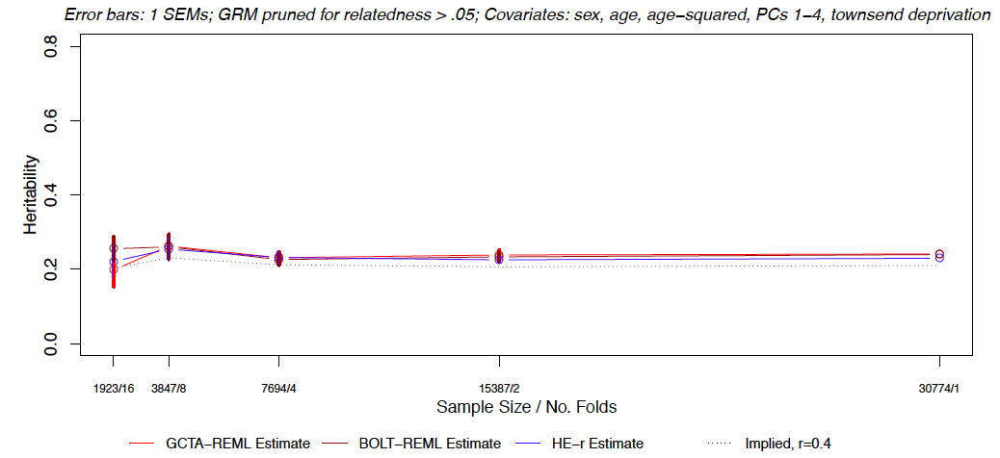 Error bars: 1 SEMs; GRM pruned for relatedness > .05; Covariates: sex, age, age−squared, PCs 1−4, townsend deprivation
0.8
0.6
0.4
0.2
0.0
Heritability
1923/16 3847/8 7694/4 15387/2 30774/1
Sample Size / No. Folds
GCTA−REML Estimate BOLT−REML Estimate HE−r Estimate Implied, r=0.4